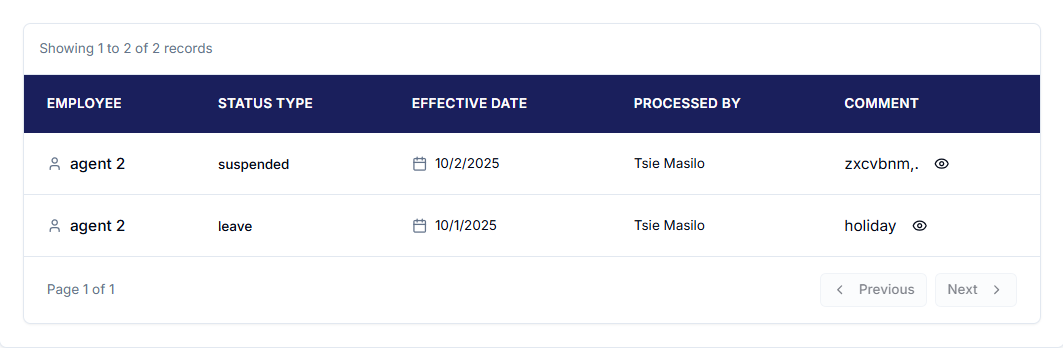 Showing 1 to 2 of 2 records
EMPLOYEE STATUS TYPE EFFECTIVE DATE PROCESSED BY COMMENT
agent 2 suspended 10/2/2025 Tsie Masilo zxcvbnm,.
agent 2 leave 10/1/2025 Tsie Masilo holiday
Page 1 of 1 Previous Next